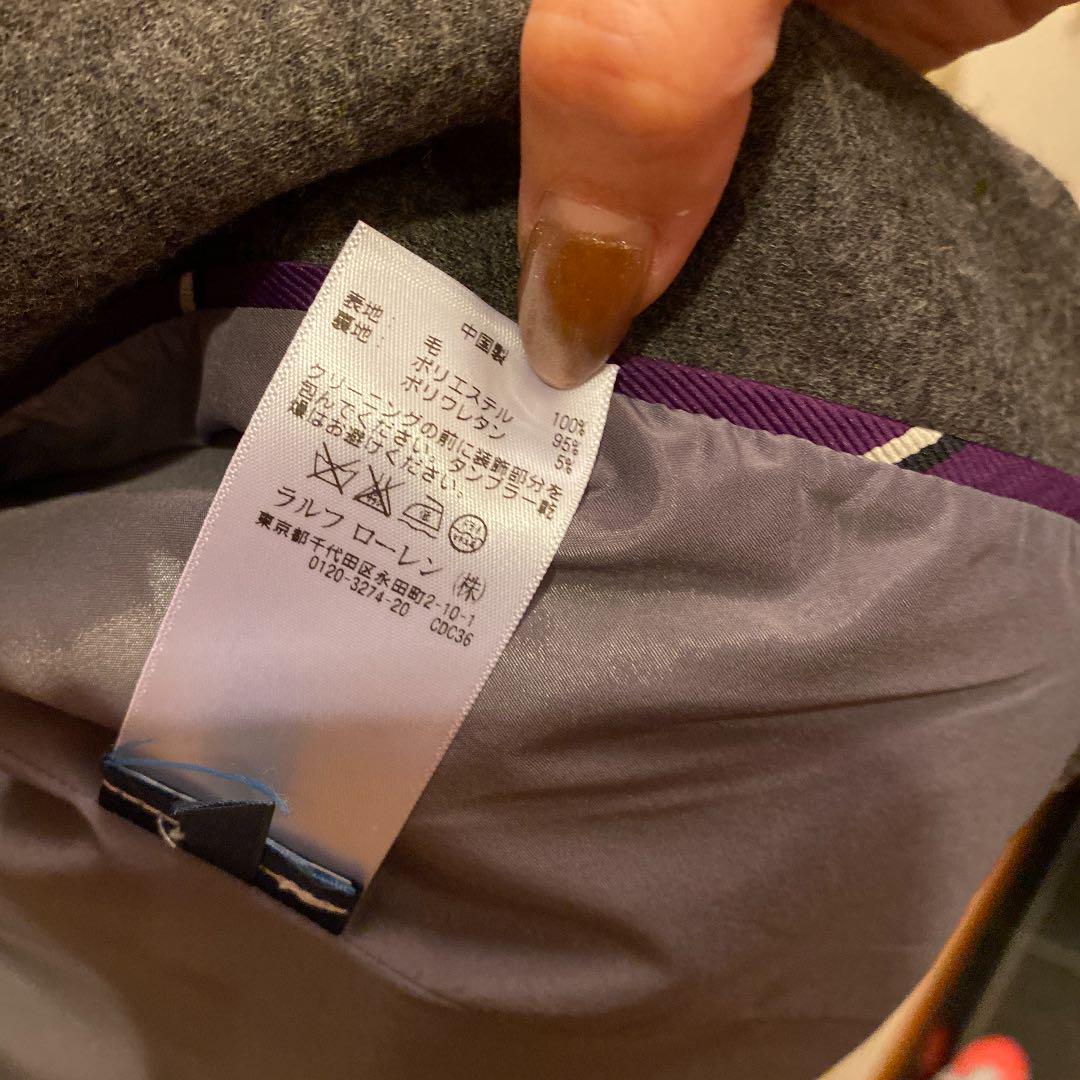 中国製
表地: 毛 100%
裏地: ポリエステル 95%
ポリウレタン 5%
クリーニングの前に装飾部分を
包んでください。タンブラー乾
燥はお避けください。
ラルフ ローレン (株)
東京都千代田区永田町2-10-1
0120-3274-20 CDC36